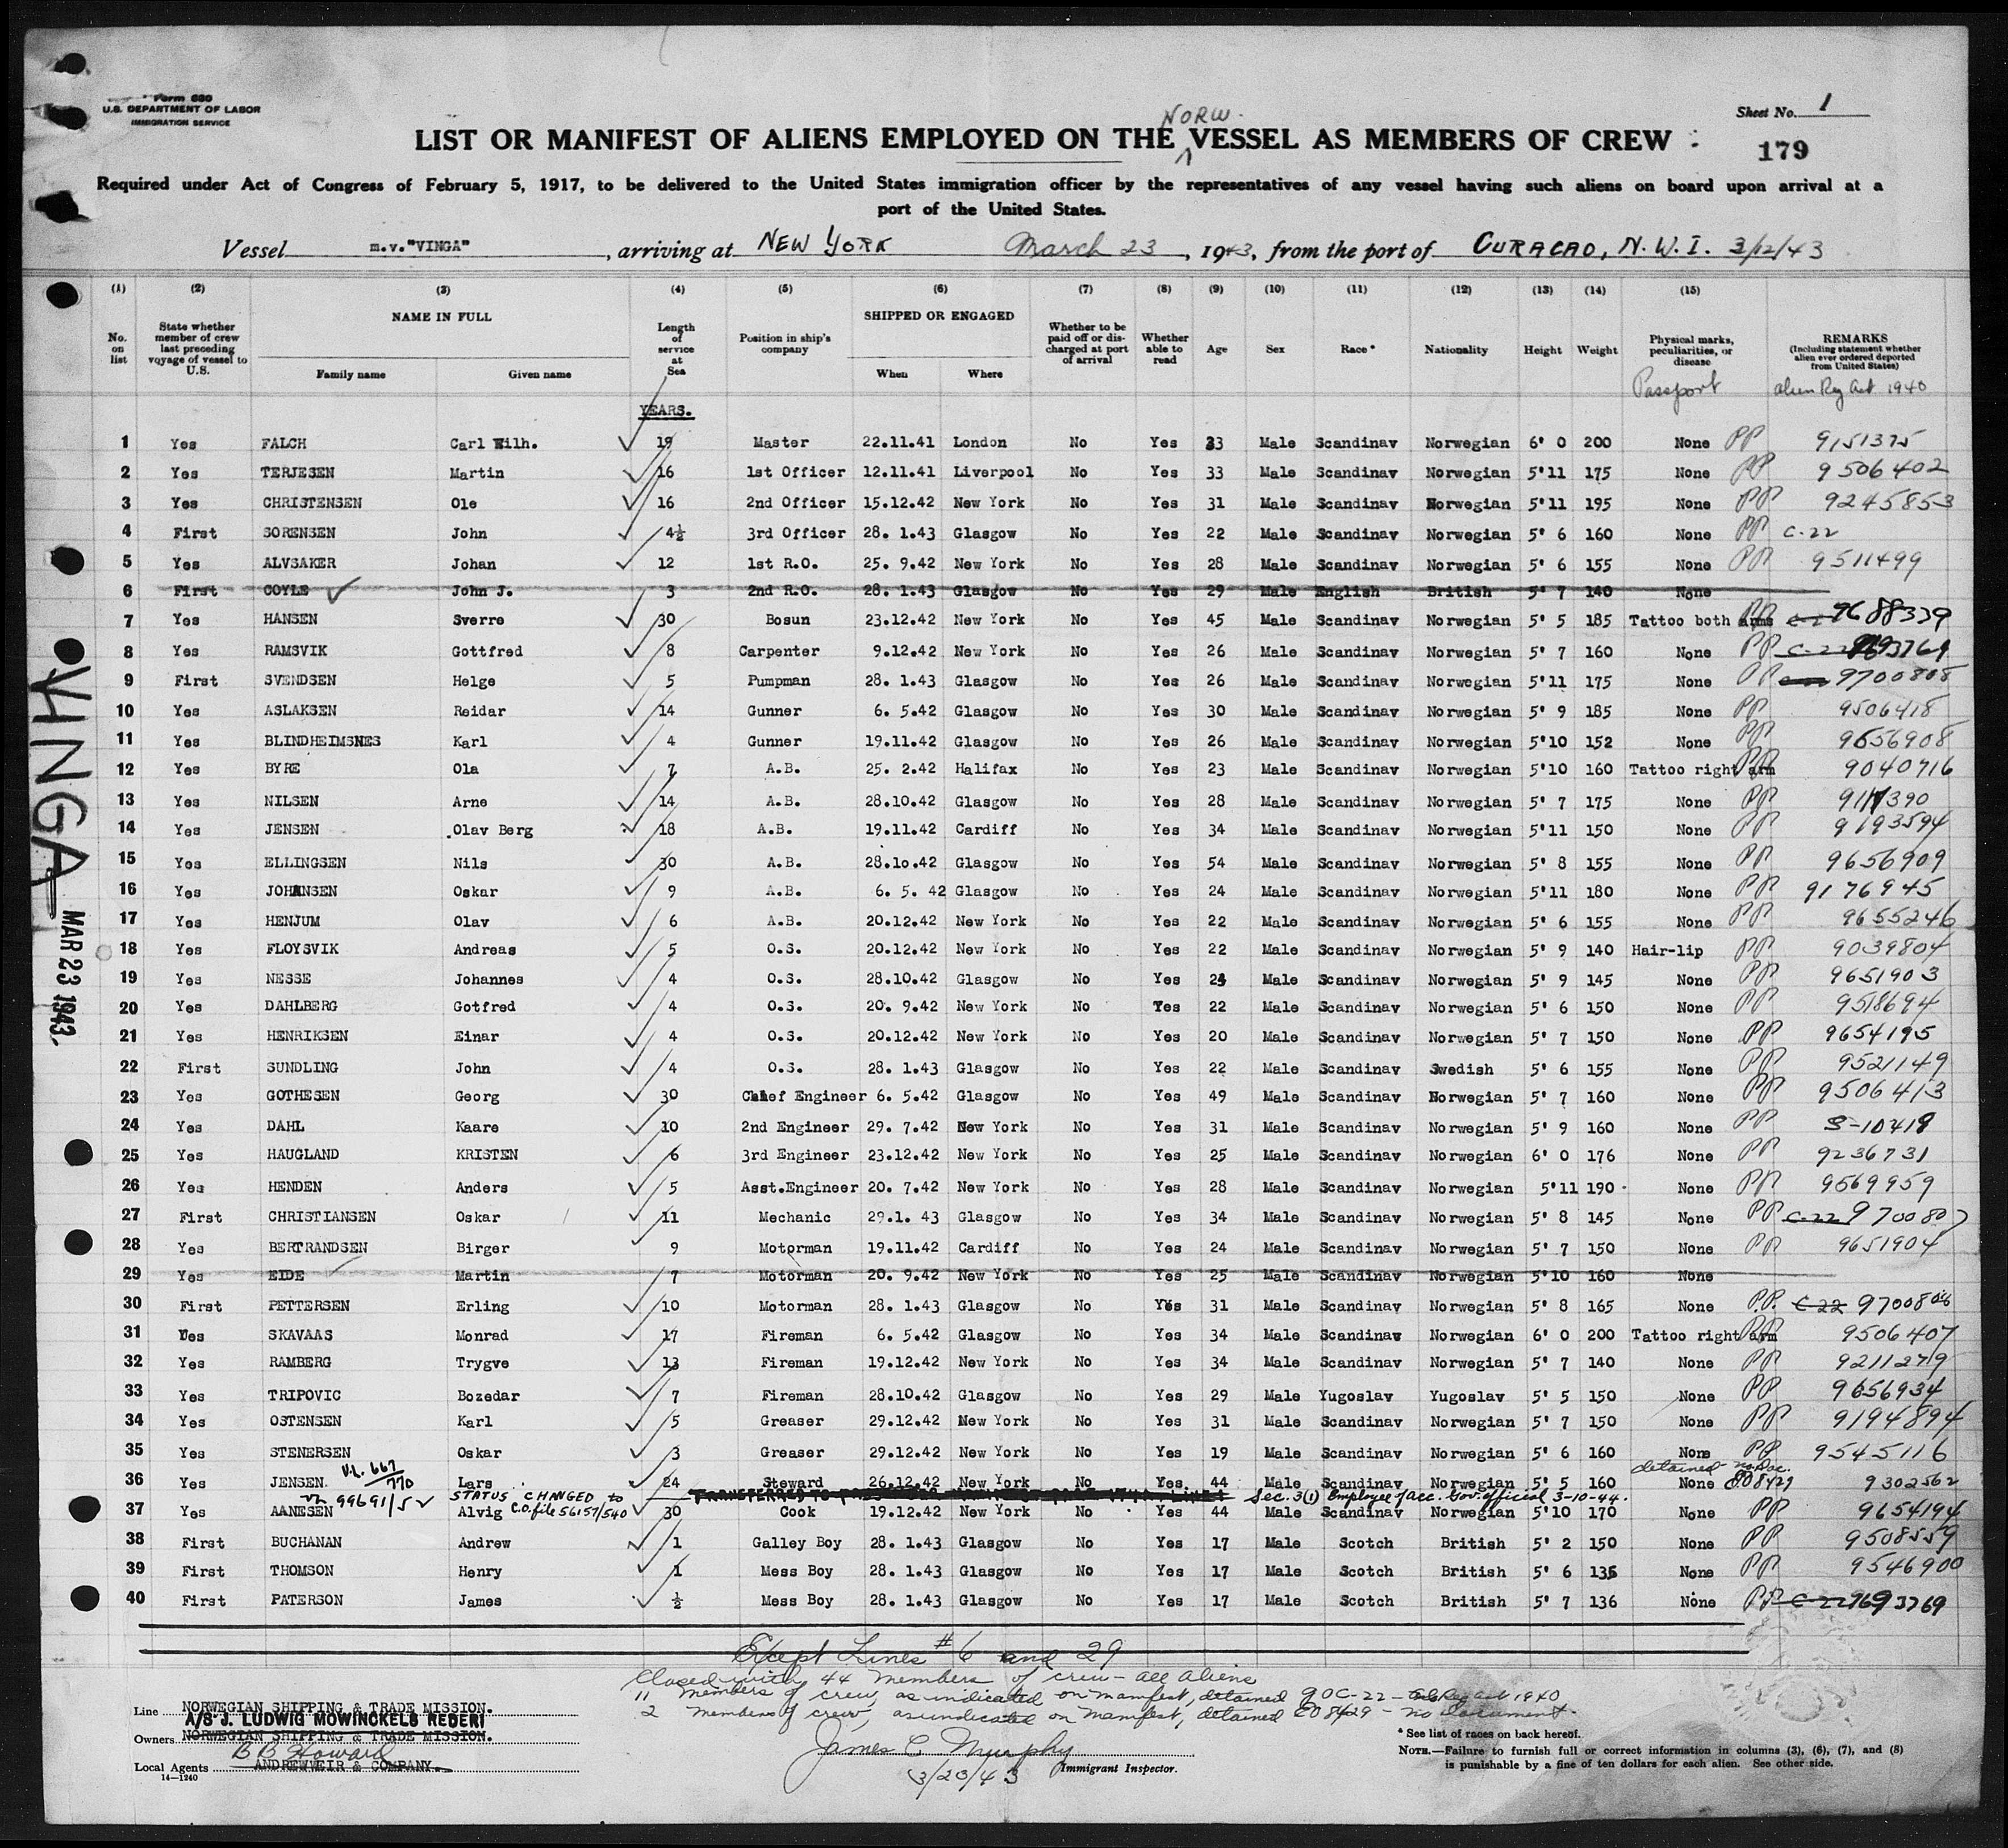 Form 680
U.S. DEPARTMENT OF LABOR
IMMIGRATION SERVICE
Sheet No. 1
179
NORW.
LIST OR MANIFEST OF ALIENS EMPLOYED ON THE VESSEL AS MEMBERS OF CREW
Required under Act of Congress of February 5, 1917, to be delivered to the United States immigration officer by the representatives of any vessel having such aliens on board upon arrival at a
port of the United States.
Vessel m.v."VINGA", arriving at NEW YORK March 23, 1943, from the port of CURACAO, N.W.I. 3/12/43
(1) (2) (3) (4) (5) (6) (7) (8) (9) (10) (11) (12) (13) (14) (15)
No. on list State whether member of crew last preceding voyage of vessel to U.S. NAME IN FULL Family name Given name Length of service at Sea Position in ship's company SHIPPED OR ENGAGED When Where Whether to be paid off or discharged at port of arrival Whether able to read Age Sex Race* Nationality Height Weight Physical marks, peculiarities, or disease REMARKS (Including statement whether alien ever ordered deported from United States)
Passport alien Reg Act 1940
YEARS.
1 Yes FALCH Carl Wilh. 19 Master 22.11.41 London No Yes 33 Male Scandinav Norwegian 6' 0 200 None PP 9151375
2 Yes TERJESEN Martin 16 1st Officer 12.11.41 Liverpool No Yes 33 Male Scandinav Norwegian 5'11 175 None PP 9506402
3 Yes CHRISTENSEN Ole 16 2nd Officer 15.12.42 New York No Yes 31 Male Scandinav Norwegian 5'11 195 None PP 9245853
4 First SORENSEN John 4½ 3rd Officer 28. 1.43 Glasgow No Yes 22 Male Scandinav Norwegian 5' 6 160 None PP C-22
5 Yes ALVSAKER Johan 12 1st R.O. 25. 9.42 New York No Yes 28 Male Scandinav Norwegian 5' 6 155 None PP 9511499
6 First COYLE John J. 3 2nd R.O. 28. 1.43 Glasgow No Yes 29 Male English British 5' 7 140 None
7 Yes HANSEN Sverre 30 Bosun 23.12.42 New York No Yes 45 Male Scandinav Norwegian 5' 5 185 Tattoo both arms PP 9688339
8 Yes RAMSVIK Gottfred 8 Carpenter 9.12.42 New York No Yes 26 Male Scandinav Norwegian 5' 7 160 None PP C-22 9693769
9 First SVENDSEN Helge 5 Pumpman 28. 1.43 Glasgow No Yes 26 Male Scandinav Norwegian 5'11 175 None PP 9700808
10 Yes ASLAKSEN Reidar 14 Gunner 6. 5.42 Glasgow No Yes 30 Male Scandinav Norwegian 5' 9 185 None PP 9506418
11 Yes BLINDHEIMSNES Karl 4 Gunner 19.11.42 Glasgow No Yes 26 Male Scandinav Norwegian 5'10 152 None PP 9656908
12 Yes BYRE Ola 7 A.B. 25. 2.42 Halifax No Yes 23 Male Scandinav Norwegian 5'10 160 Tattoo right arm PP 9040716
13 Yes NILSEN Arne 14 A.B. 28.10.42 Glasgow No Yes 28 Male Scandinav Norwegian 5' 7 175 None PP 9117390
14 Yes JENSEN Olav Berg 18 A.B. 19.11.42 Cardiff No Yes 34 Male Scandinav Norwegian 5'11 150 None PP 9193594
15 Yes ELLINGSEN Nils 30 A.B. 28.10.42 Glasgow No Yes 54 Male Scandinav Norwegian 5' 8 155 None PP 9656909
16 Yes JOHANSEN Oskar 9 A.B. 6. 5. 42 Glasgow No Yes 24 Male Scandinav Norwegian 5'11 180 None PP 9176945
17 Yes HENJUM Olav 6 A.B. 20.12.42 New York No Yes 22 Male Scandinav Norwegian 5' 6 155 None PP 9655246
18 Yes FLOYSVIK Andreas 5 O.S. 20.12.42 New York No Yes 22 Male Scandinav Norwegian 5' 9 140 Hair-lip PP 9039804
19 Yes NESSE Johannes 4 O.S. 28.10.42 Glasgow No Yes 24 Male Scandinav Norwegian 5' 9 145 None PP 9651903
20 Yes DAHLBERG Gotfred 4 O.S. 20. 9.42 New York No Yes 22 Male Scandinav Norwegian 5' 6 150 None PP 9518694
21 Yes HENRIKSEN Einar 4 O.S. 20.12.42 New York No Yes 20 Male Scandinav Norwegian 5' 7 150 None PP 9654195
22 First SUNDLING John 4 O.S. 28. 1.43 Glasgow No Yes 22 Male Scandinav Swedish 5' 6 155 None PP 9521149
23 Yes GOTHESEN Georg 30 Chief Engineer 6. 5.42 Glasgow No Yes 49 Male Scandinav Norwegian 5' 7 160 None PP 9506413
24 Yes DAHL Kaare 10 2nd Engineer 29. 7.42 New York No Yes 31 Male Scandinav Norwegian 5' 9 160 None PP S-10419
25 Yes HAUGLAND KRISTEN 6 3rd Engineer 23.12.42 New York No Yes 25 Male Scandinav Norwegian 6' 0 176 None PP 9236731
26 Yes HENDEN Anders 5 Asst.Engineer 20. 7.42 New York No Yes 28 Male Scandinav Norwegian 5'11 190 None PP 9569959
27 First CHRISTIANSEN Oskar 11 Mechanic 29.1. 43 Glasgow No Yes 34 Male Scandinav Norwegian 5' 8 145 None PP C-22 9700807
28 Yes BERTRANDSEN Birger 9 Motorman 19.11.42 Cardiff No Yes 24 Male Scandinav Norwegian 5' 7 150 None PP 9651904
29 Yes EIDE Martin 7 Motorman 20. 9.42 New York No Yes 25 Male Scandinav Norwegian 5'10 160 None
30 First PETTERSEN Erling 10 Motorman 28. 1.43 Glasgow No Yes 31 Male Scandinav Norwegian 5' 8 165 None P.P. C-22 9700806
31 Yes SKAVAAS Monrad 17 Fireman 6. 5.42 Glasgow No Yes 34 Male Scandinav Norwegian 6' 0 200 Tattoo right arm PP 9506407
32 Yes RAMBERG Trygve 13 Fireman 19.12.42 New York No Yes 34 Male Scandinav Norwegian 5' 7 140 None PP 9211279
33 Yes TRIPOVIC Bozedar 7 Fireman 28.10.42 Glasgow No Yes 29 Male Yugoslav Yugoslav 5' 5 150 None PP 9656934
34 Yes OSTENSEN Karl 5 Greaser 29.12.42 New York No Yes 31 Male Scandinav Norwegian 5' 7 150 None PP 9194894
35 Yes STENERSEN Oskar 3 Greaser 29.12.42 New York No Yes 19 Male Scandinav Norwegian 5' 6 160 None PP 9545116
V.L. 667/770 detained no Doc.
36 Yes JENSEN Lars 24 Steward 26.12.42 New York No Yes 44 Male Scandinav Norwegian 5' 5 160 None EO 8429 9302562
99691/52 STATUS CHANGED to Sec. 3(1) Employee of acc. Gov. official 3-10-44.
37 Yes AANESEN Alvig C.O. file 56157/540 30 Cook 19.12.42 New York No Yes 44 Male Scandinav Norwegian 5'10 170 None PP 9654194
38 First BUCHANAN Andrew 1 Galley Boy 28. 1.43 Glasgow No Yes 17 Male Scotch British 5' 2 150 None PP 9508559
39 First THOMSON Henry 1 Mess Boy 28. 1.43 Glasgow No Yes 17 Male Scotch British 5' 6 135 None PP 9546900
40 First PATERSON James ½ Mess Boy 28. 1.43 Glasgow No Yes 17 Male Scotch British 5' 7 136 None PP C-22 9693769
VINGA
MAR 23 1943.
Except Lines #6 and 29
Closed with 44 members of crew - all aliens
11 members of crew, as indicated on manifest, detained 90C-22 - Act 1940
2 members of crew, as indicated on manifest, detained EO 8429 - no document.
Line NORWEGIAN SHIPPING & TRADE MISSION.
A/S J. LUDWIG MOWINCKELS REDERI
Owners NORWEGIAN SHIPPING & TRADE MISSION.
B B Howard
Local Agents ANDREW WEIR & COMPANY.
14-1240
James C. Murphy
3/23/43 Immigrant Inspector.
* See list of races on back hereof.
NOTE.—Failure to furnish full or correct information in columns (3), (6), (7), and (8)
is punishable by a fine of ten dollars for each alien. See other side.